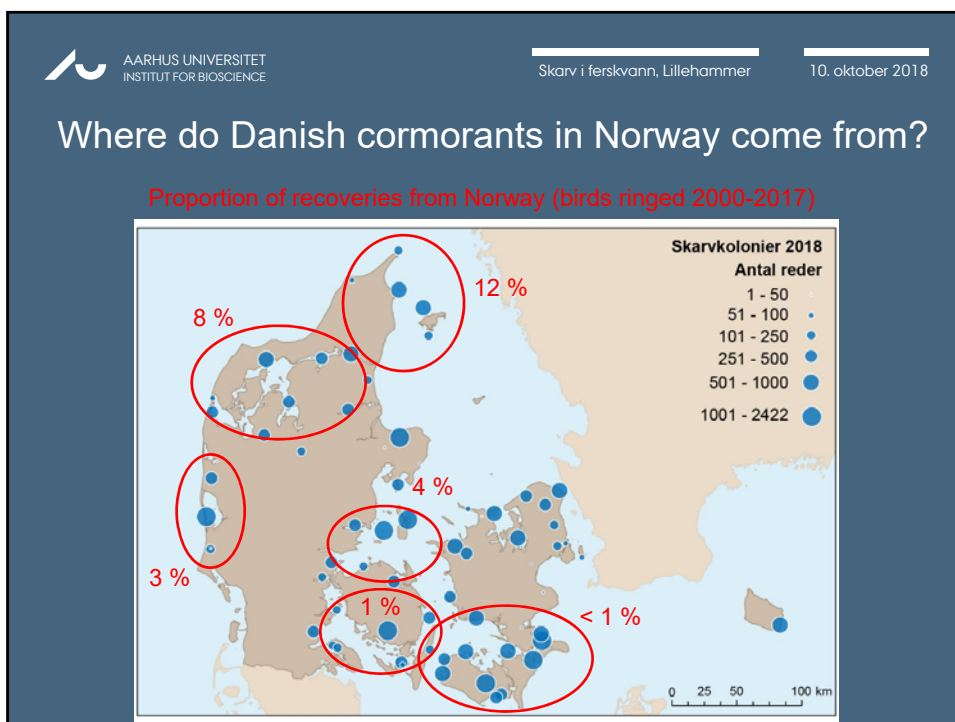 AARHUS UNIVERSITET
INSTITUT FOR BIOSCIENCE
Skarv i ferskvann, Lillehammer
10. oktober 2018
Where do Danish cormorants in Norway come from?
Proportion of recoveries from Norway (birds ringed 2000-2017)
Skarvkolonier 2018
Antal reder
1 - 50
51 - 100
101 - 250
251 - 500
501 - 1000
1001 - 2422
12 %
8 %
4 %
3 %
1 %
< 1 %
0 25 50 100 km